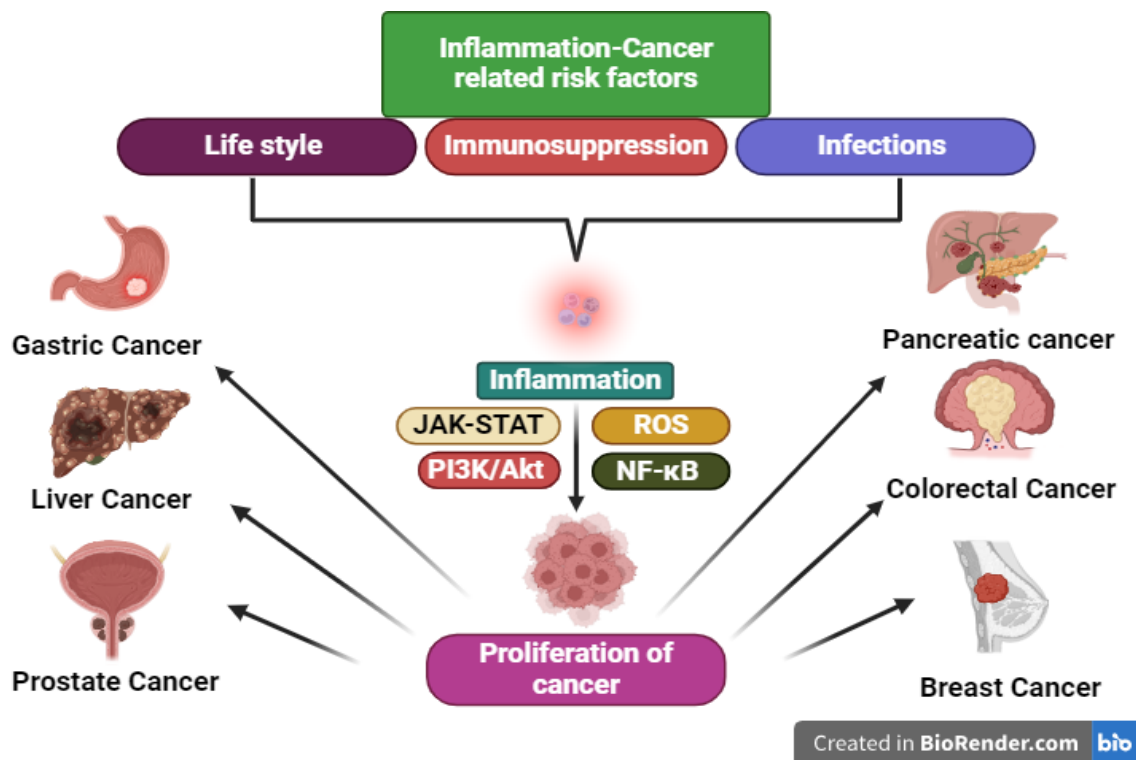 Inflammation-Cancer
related risk factors
Life style
Immunosuppression
Infections
Gastric Cancer
Pancreatic cancer
Inflammation
JAK-STAT
ROS
PI3K/Akt
NF-κB
Liver Cancer
Colorectal Cancer
Proliferation of
cancer
Prostate Cancer
Breast Cancer
Created in BioRender.com bio